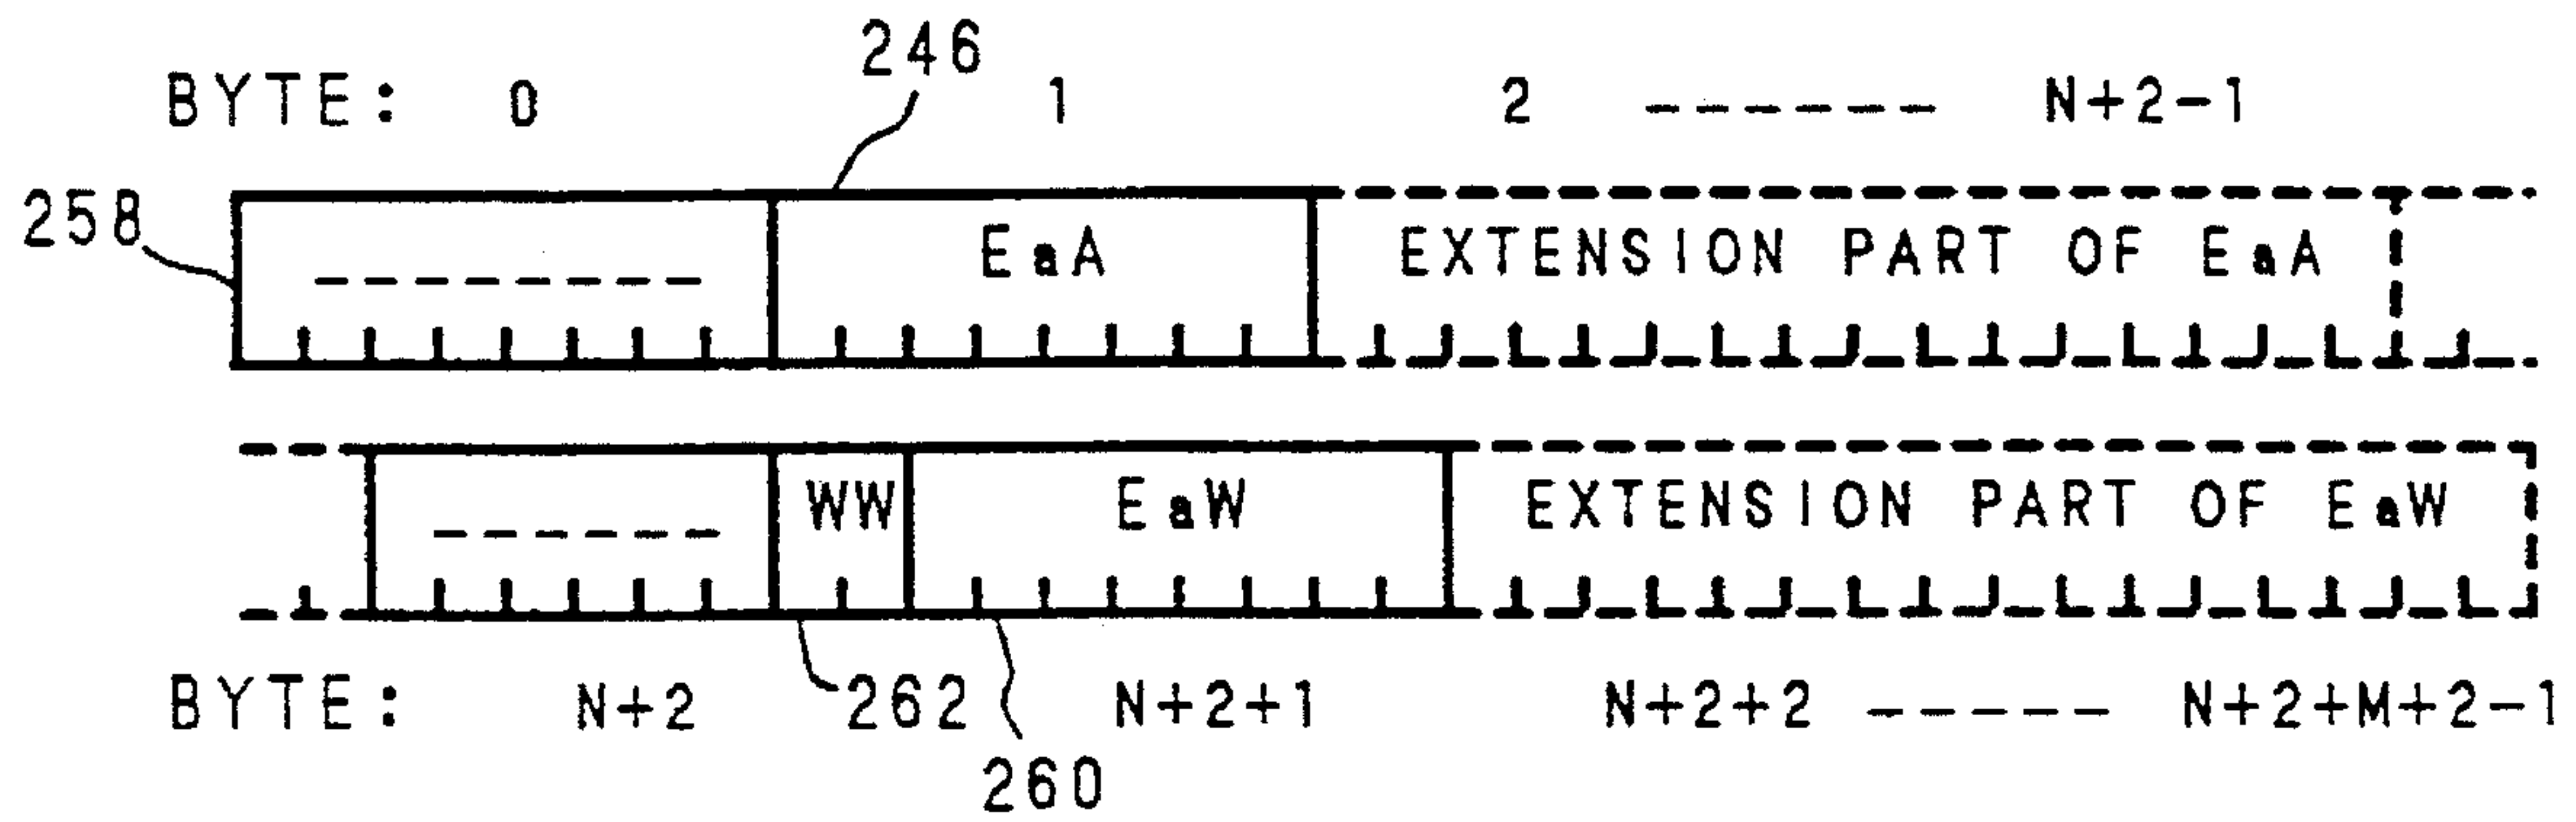 246
BYTE: 0 1 2 ------ N+2-1
258
-------- EaA EXTENSION PART OF EaA
------ WW EaW EXTENSION PART OF EaW
BYTE: N+2 262 N+2+1 N+2+2 ----- N+2+M+2-1
260